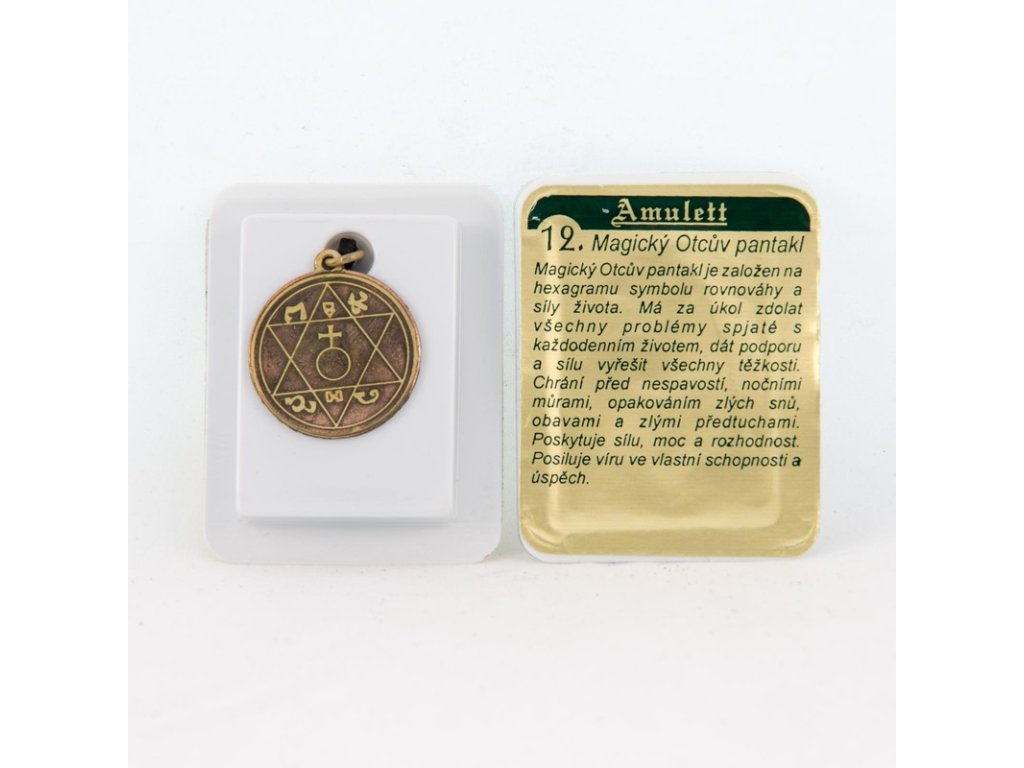 Amulett
12. Magický Otcův pantakl
Magický Otcův pantakl je založen na
hexagramu symbolu rovnováhy a
síly života. Má za úkol zdolat
všechny problémy spjaté s
každodenním životem, dát podporu
a sílu vyřešit všechny těžkosti.
Chrání před nespavostí, nočními
můrami, opakováním zlých snů,
obavami a zlými předtuchami.
Poskytuje sílu, moc a rozhodnost.
Posiluje víru ve vlastní schopnosti a
úspěch.